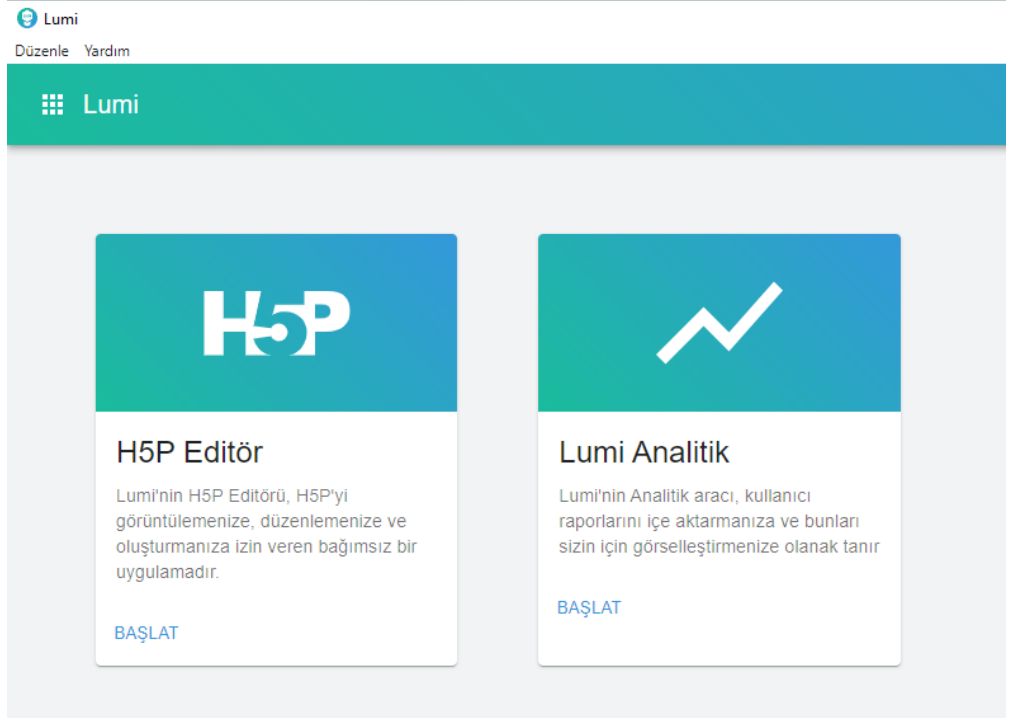 Lumi
Düzenle Yardım
Lumi
H5P
H5P Editör
Lumi'nin H5P Editörü, H5P'yi
görüntülemenize, düzenlemenize ve
oluşturmanıza izin veren bağımsız bir
uygulamadır.
BAŞLAT
Lumi Analitik
Lumi'nin Analitik aracı, kullanıcı
raporlarını içe aktarmanıza ve bunları
sizin için görselleştirmenize olanak tanır
BAŞLAT